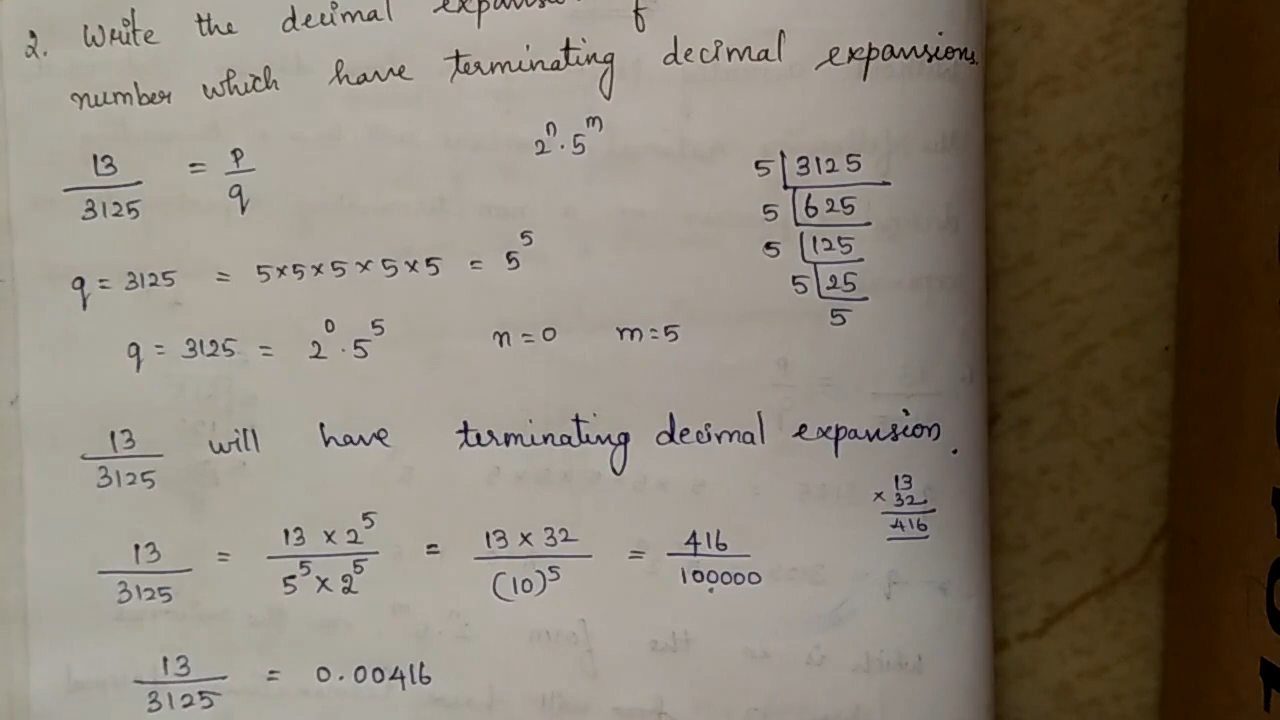 2. Write the decimal expansion of
number which have terminating decimal expansions.
2^n . 5^m
13/3125 = p/q
5 | 3125
5 | 625
5 | 125
5 | 25
5
q = 3125 = 5×5×5×5×5 = 5^5
q = 3125 = 2^0 . 5^5 n = 0 m = 5
13/3125 will have terminating decimal expansion.
13
× 32
416
13/3125 = 13 × 2^5 / 5^5 × 2^5 = 13 × 32 / (10)^5 = 416/100000
13/3125 = 0.00416